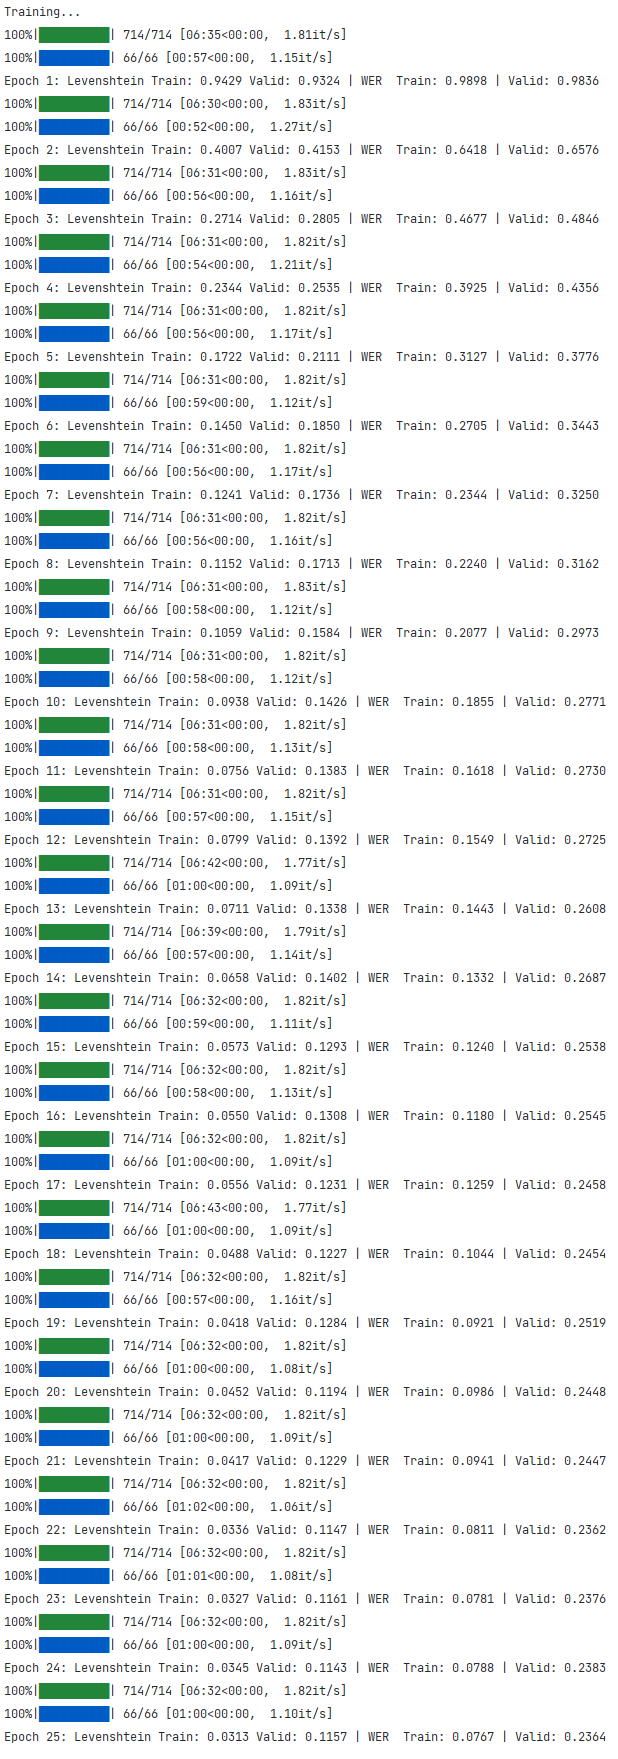 Training...
100%|██████████| 714/714 [06:35<00:00,  1.81it/s]
100%|██████████| 66/66 [00:57<00:00,  1.15it/s]
Epoch 1: Levenshtein Train: 0.9429 Valid: 0.9324 | WER  Train: 0.9898 | Valid: 0.9836
100%|██████████| 714/714 [06:30<00:00,  1.83it/s]
100%|██████████| 66/66 [00:52<00:00,  1.27it/s]
Epoch 2: Levenshtein Train: 0.4007 Valid: 0.4153 | WER  Train: 0.6418 | Valid: 0.6576
100%|██████████| 714/714 [06:31<00:00,  1.83it/s]
100%|██████████| 66/66 [00:56<00:00,  1.16it/s]
Epoch 3: Levenshtein Train: 0.2714 Valid: 0.2805 | WER  Train: 0.4677 | Valid: 0.4846
100%|██████████| 714/714 [06:31<00:00,  1.82it/s]
100%|██████████| 66/66 [00:54<00:00,  1.21it/s]
Epoch 4: Levenshtein Train: 0.2344 Valid: 0.2535 | WER  Train: 0.3925 | Valid: 0.4356
100%|██████████| 714/714 [06:31<00:00,  1.82it/s]
100%|██████████| 66/66 [00:56<00:00,  1.17it/s]
Epoch 5: Levenshtein Train: 0.1722 Valid: 0.2111 | WER  Train: 0.3127 | Valid: 0.3776
100%|██████████| 714/714 [06:31<00:00,  1.82it/s]
100%|██████████| 66/66 [00:59<00:00,  1.12it/s]
Epoch 6: Levenshtein Train: 0.1450 Valid: 0.1850 | WER  Train: 0.2705 | Valid: 0.3443
100%|██████████| 714/714 [06:31<00:00,  1.82it/s]
100%|██████████| 66/66 [00:56<00:00,  1.17it/s]
Epoch 7: Levenshtein Train: 0.1241 Valid: 0.1736 | WER  Train: 0.2344 | Valid: 0.3250
100%|██████████| 714/714 [06:31<00:00,  1.82it/s]
100%|██████████| 66/66 [00:56<00:00,  1.16it/s]
Epoch 8: Levenshtein Train: 0.1152 Valid: 0.1713 | WER  Train: 0.2240 | Valid: 0.3162
100%|██████████| 714/714 [06:31<00:00,  1.83it/s]
100%|██████████| 66/66 [00:58<00:00,  1.12it/s]
Epoch 9: Levenshtein Train: 0.1059 Valid: 0.1584 | WER  Train: 0.2077 | Valid: 0.2973
100%|██████████| 714/714 [06:31<00:00,  1.82it/s]
100%|██████████| 66/66 [00:58<00:00,  1.12it/s]
Epoch 10: Levenshtein Train: 0.0938 Valid: 0.1426 | WER  Train: 0.1855 | Valid: 0.2771
100%|██████████| 714/714 [06:31<00:00,  1.82it/s]
100%|██████████| 66/66 [00:58<00:00,  1.13it/s]
Epoch 11: Levenshtein Train: 0.0756 Valid: 0.1383 | WER  Train: 0.1618 | Valid: 0.2730
100%|██████████| 714/714 [06:31<00:00,  1.82it/s]
100%|██████████| 66/66 [00:57<00:00,  1.15it/s]
Epoch 12: Levenshtein Train: 0.0799 Valid: 0.1392 | WER  Train: 0.1549 | Valid: 0.2725
100%|██████████| 714/714 [06:42<00:00,  1.77it/s]
100%|██████████| 66/66 [01:00<00:00,  1.09it/s]
Epoch 13: Levenshtein Train: 0.0711 Valid: 0.1338 | WER  Train: 0.1443 | Valid: 0.2608
100%|██████████| 714/714 [06:39<00:00,  1.79it/s]
100%|██████████| 66/66 [00:57<00:00,  1.14it/s]
Epoch 14: Levenshtein Train: 0.0658 Valid: 0.1402 | WER  Train: 0.1332 | Valid: 0.2687
100%|██████████| 714/714 [06:32<00:00,  1.82it/s]
100%|██████████| 66/66 [00:59<00:00,  1.11it/s]
Epoch 15: Levenshtein Train: 0.0573 Valid: 0.1293 | WER  Train: 0.1240 | Valid: 0.2538
100%|██████████| 714/714 [06:32<00:00,  1.82it/s]
100%|██████████| 66/66 [00:58<00:00,  1.13it/s]
Epoch 16: Levenshtein Train: 0.0550 Valid: 0.1308 | WER  Train: 0.1180 | Valid: 0.2545
100%|██████████| 714/714 [06:32<00:00,  1.82it/s]
100%|██████████| 66/66 [01:00<00:00,  1.09it/s]
Epoch 17: Levenshtein Train: 0.0556 Valid: 0.1231 | WER  Train: 0.1259 | Valid: 0.2458
100%|██████████| 714/714 [06:43<00:00,  1.77it/s]
100%|██████████| 66/66 [01:00<00:00,  1.09it/s]
Epoch 18: Levenshtein Train: 0.0488 Valid: 0.1227 | WER  Train: 0.1044 | Valid: 0.2454
100%|██████████| 714/714 [06:32<00:00,  1.82it/s]
100%|██████████| 66/66 [00:57<00:00,  1.16it/s]
Epoch 19: Levenshtein Train: 0.0418 Valid: 0.1284 | WER  Train: 0.0921 | Valid: 0.2519
100%|██████████| 714/714 [06:32<00:00,  1.82it/s]
100%|██████████| 66/66 [01:00<00:00,  1.08it/s]
Epoch 20: Levenshtein Train: 0.0452 Valid: 0.1194 | WER  Train: 0.0986 | Valid: 0.2448
100%|██████████| 714/714 [06:32<00:00,  1.82it/s]
100%|██████████| 66/66 [01:00<00:00,  1.09it/s]
Epoch 21: Levenshtein Train: 0.0417 Valid: 0.1229 | WER  Train: 0.0941 | Valid: 0.2447
100%|██████████| 714/714 [06:32<00:00,  1.82it/s]
100%|██████████| 66/66 [01:02<00:00,  1.06it/s]
Epoch 22: Levenshtein Train: 0.0336 Valid: 0.1147 | WER  Train: 0.0811 | Valid: 0.2362
100%|██████████| 714/714 [06:32<00:00,  1.82it/s]
100%|██████████| 66/66 [01:01<00:00,  1.08it/s]
Epoch 23: Levenshtein Train: 0.0327 Valid: 0.1161 | WER  Train: 0.0781 | Valid: 0.2376
100%|██████████| 714/714 [06:32<00:00,  1.82it/s]
100%|██████████| 66/66 [01:00<00:00,  1.09it/s]
Epoch 24: Levenshtein Train: 0.0345 Valid: 0.1143 | WER  Train: 0.0788 | Valid: 0.2383
100%|██████████| 714/714 [06:32<00:00,  1.82it/s]
100%|██████████| 66/66 [01:00<00:00,  1.10it/s]
Epoch 25: Levenshtein Train: 0.0313 Valid: 0.1157 | WER  Train: 0.0767 | Valid: 0.2364